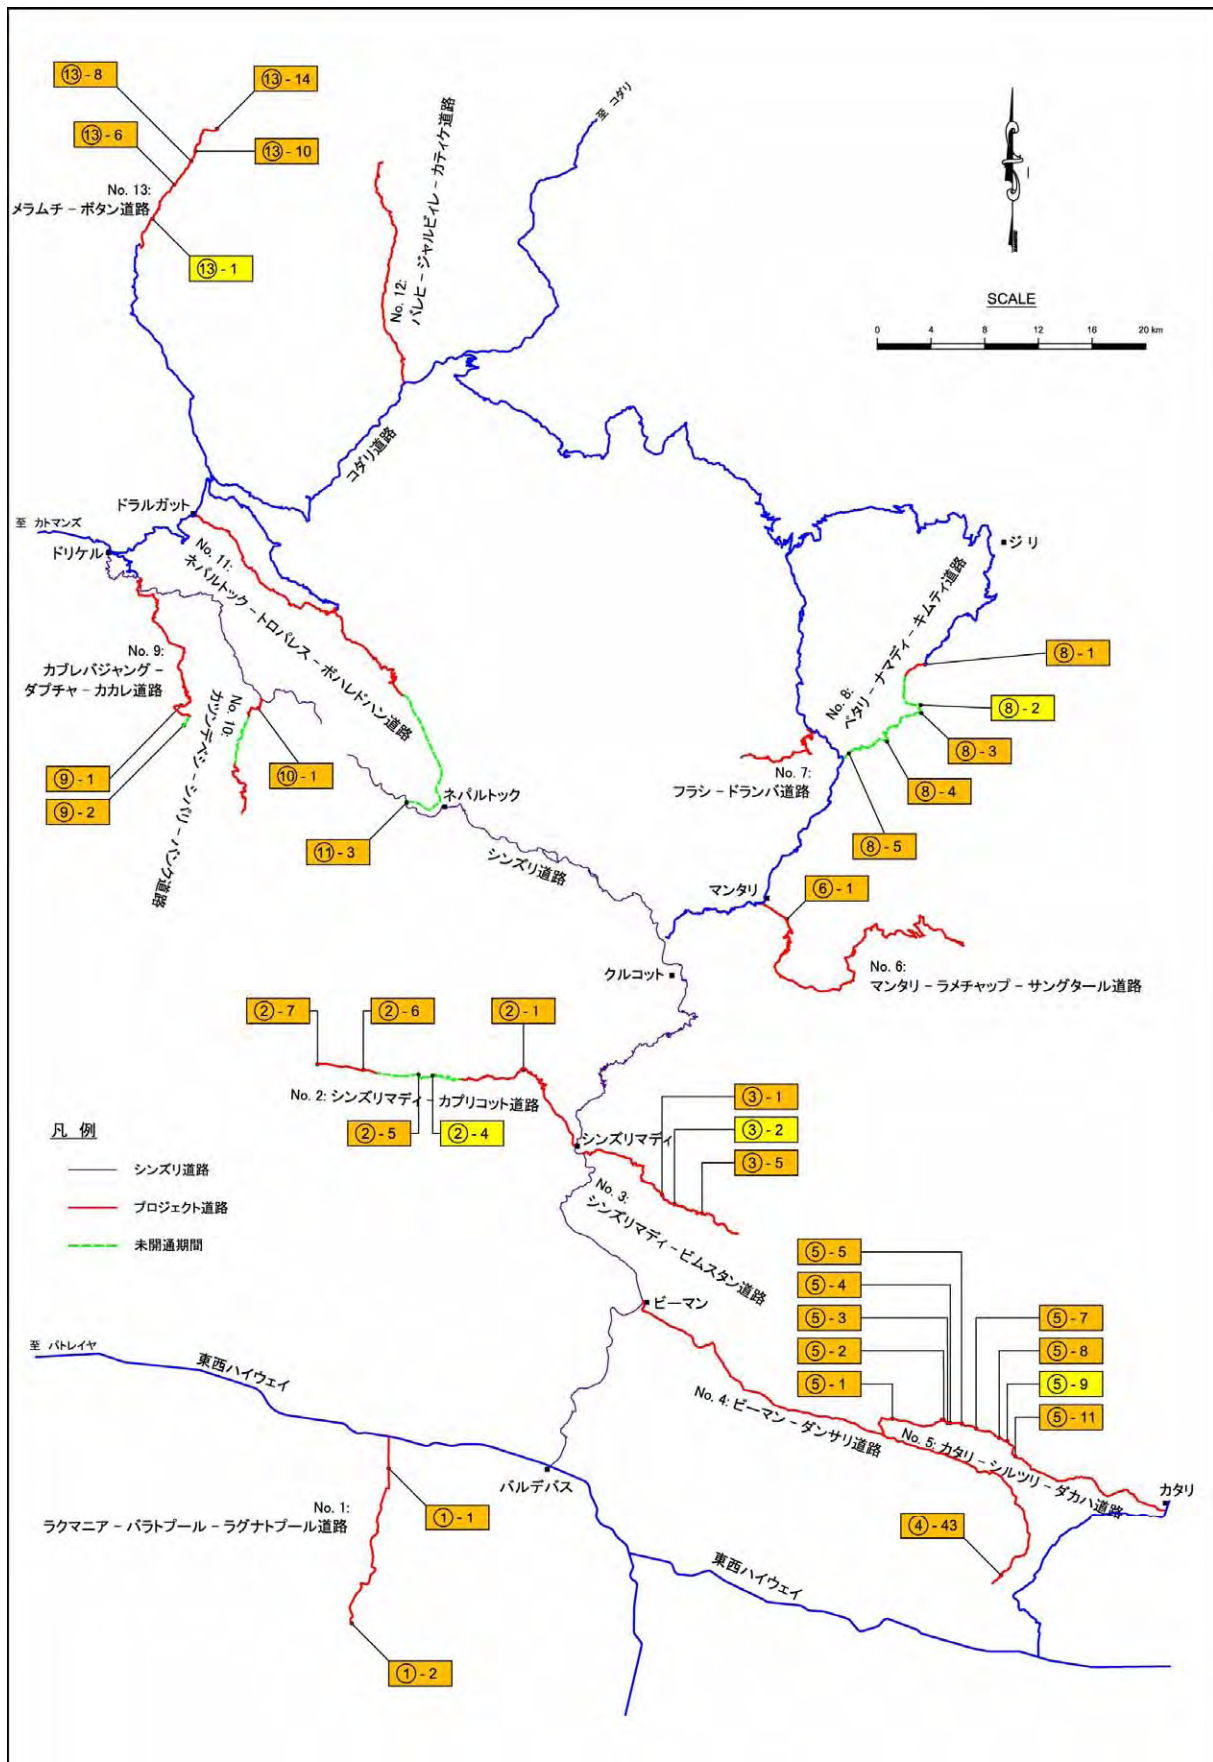 ⑬ - 8
⑬ - 14
⑬ - 6
⑬ - 10
No. 13:
メラムチ - ボタン道路
⑬ - 1
至 コダリ
No. 12:
バレヒ - ジャルビィレ - カティケ道路
SCALE
0 4 8 12 16 20 km
コダリ道路
ドラルガット
至 カトマンズ
ドリケル
ジリ
No. 11:
ネパルトック - トロパレス - ポハレドハン道路
No. 9:
カブレバジャング -
ダプチャ - カカレ道路
No. 10:
No. 8:
ベタリ - ナマディ - キムティ道路
⑧ - 1
⑧ - 2
⑧ - 3
⑧ - 4
⑧ - 5
⑨ - 1
⑨ - 2
⑩ - 1
No. 7:
フラシ - ドランパ道路
ネパルトック
⑪ - 3
シンズリ道路
マンタリ
⑥ - 1
No. 6:
マンタリ - ラメチャップ - サングタール道路
クルコット
② - 7
② - 6
② - 1
No. 2: シンズリマディ - カプリコット道路
② - 5
② - 4
③ - 1
③ - 2
③ - 5
シンズリマディ
No. 3:
シンズリマディ - ビムスタン道路
凡 例
シンズリ道路
プロジェクト道路
未開通期間
ビーマン
⑤ - 5
⑤ - 4
⑤ - 3
⑤ - 2
⑤ - 1
⑤ - 7
⑤ - 8
⑤ - 9
⑤ - 11
至 パトレイヤ
東西ハイウェイ
No. 4: ビーマン - ダンサリ道路
No. 5: カタリ - シルツリ - ダカハ道路
カタリ
バルデバス
No. 1:
ラクマニア - バラトプール - ラグナトプール道路
① - 1
④ - 43
東西ハイウェイ
① - 2